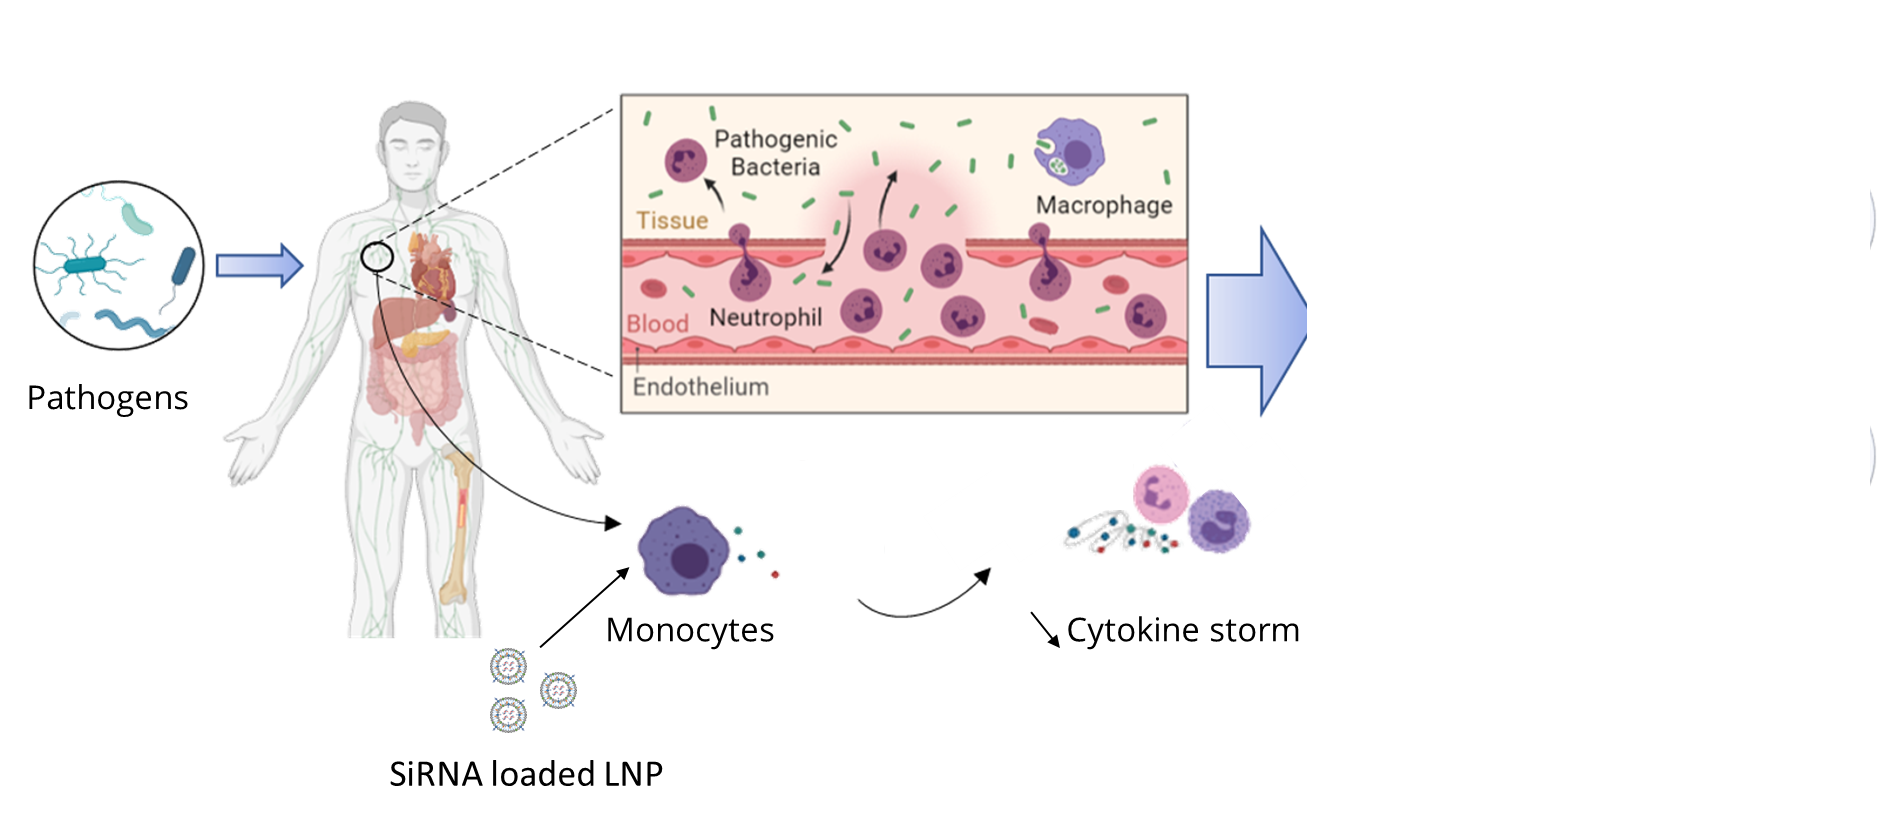 Pathogenic
Bacteria
Macrophage
Tissue
Blood
Neutrophil
Endothelium
Pathogens
Monocytes
Cytokine storm
SiRNA loaded LNP